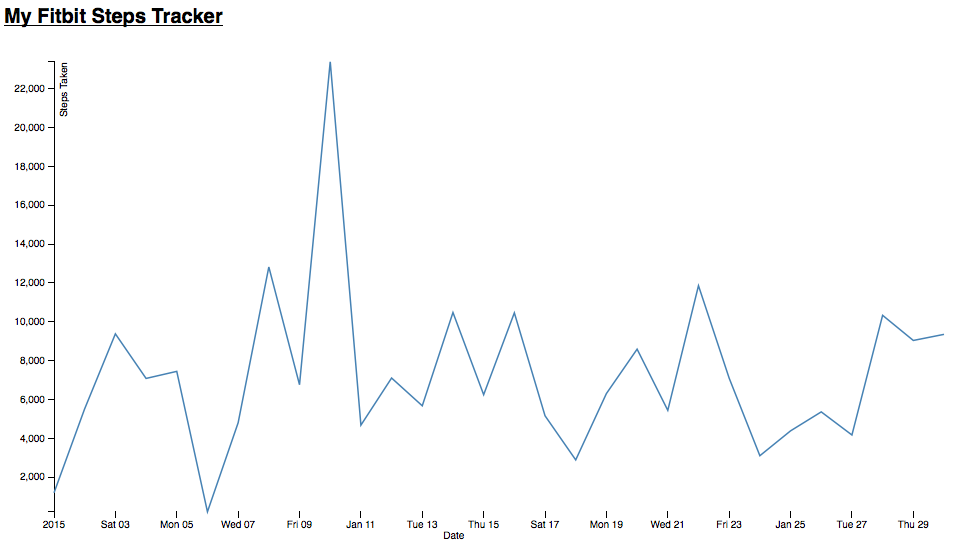 My Fitbit Steps Tracker
Steps Taken
22,000
20,000
18,000
16,000
14,000
12,000
10,000
8,000
6,000
4,000
2,000
2015 Sat 03 Mon 05 Wed 07 Fri 09 Jan 11 Tue 13 Thu 15 Sat 17 Mon 19 Wed 21 Fri 23 Jan 25 Tue 27 Thu 29
Date